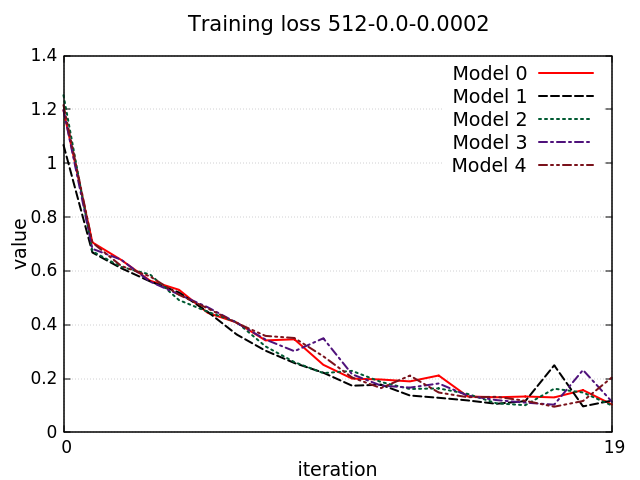 Training loss 512-0.0-0.0002
1.4
1.2
1
0.8
0.6
0.4
0.2
0
value
Model 0
Model 1
Model 2
Model 3
Model 4
0
19
iteration